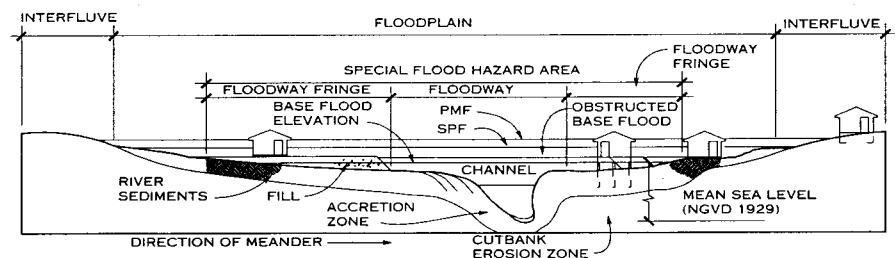 INTERFLUVE
FLOODPLAIN
INTERFLUVE
SPECIAL FLOOD HAZARD AREA
FLOODWAY
FRINGE
FLOODWAY FRINGE
FLOODWAY
BASE FLOOD
ELEVATION
PMF
SPF
OBSTRUCTED
BASE FLOOD
CHANNEL
RIVER
SEDIMENTS
FILL
ACCRETION
ZONE
MEAN SEA LEVEL
(NGVD 1929)
DIRECTION OF MEANDER
CUTBANK
EROSION ZONE